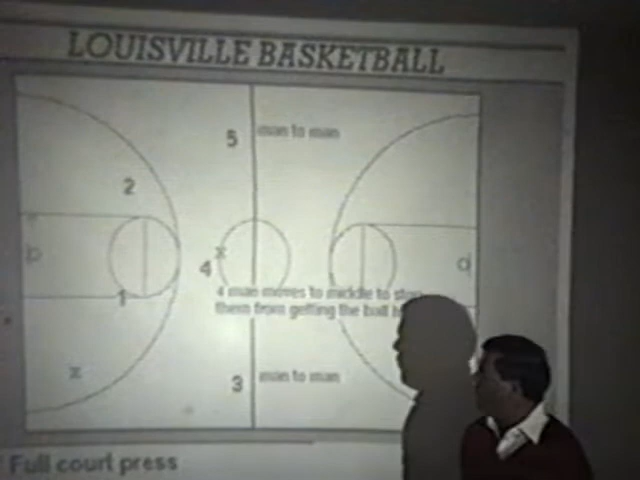 LOUISVILLE BASKETBALL
5 man to man
2
x
b
4
d
4 man moves to middle to stop
them from getting the ball
1
x
3 man to man
Full court press